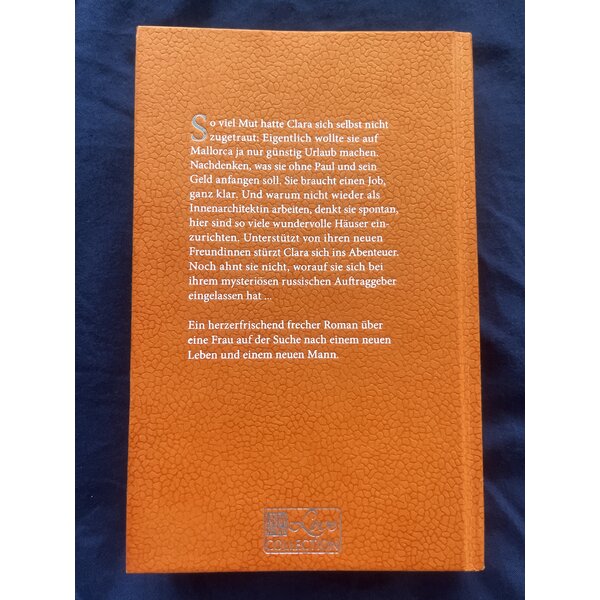 So viel Mut hatte Clara sich selbst nicht
zugetraut: Eigentlich wollte sie auf
Mallorca ja nur günstig Urlaub machen.
Nachdenken, was sie ohne Paul und sein
Geld anfangen soll. Sie braucht einen Job,
ganz klar. Und warum nicht wieder als
Innenarchitektin arbeiten, denkt sie spontan,
hier sind so viele wundervolle Häuser ein-
zurichten. Unterstützt von ihren neuen
Freundinnen stürzt Clara sich ins Abenteuer.
Noch ahnt sie nicht, worauf sie sich bei
ihrem mysteriösen russischen Auftraggeber
eingelassen hat ...
Ein herzerfrischend frecher Roman über
eine Frau auf der Suche nach einem neuen
Leben und einem neuen Mann.
COLLECTION